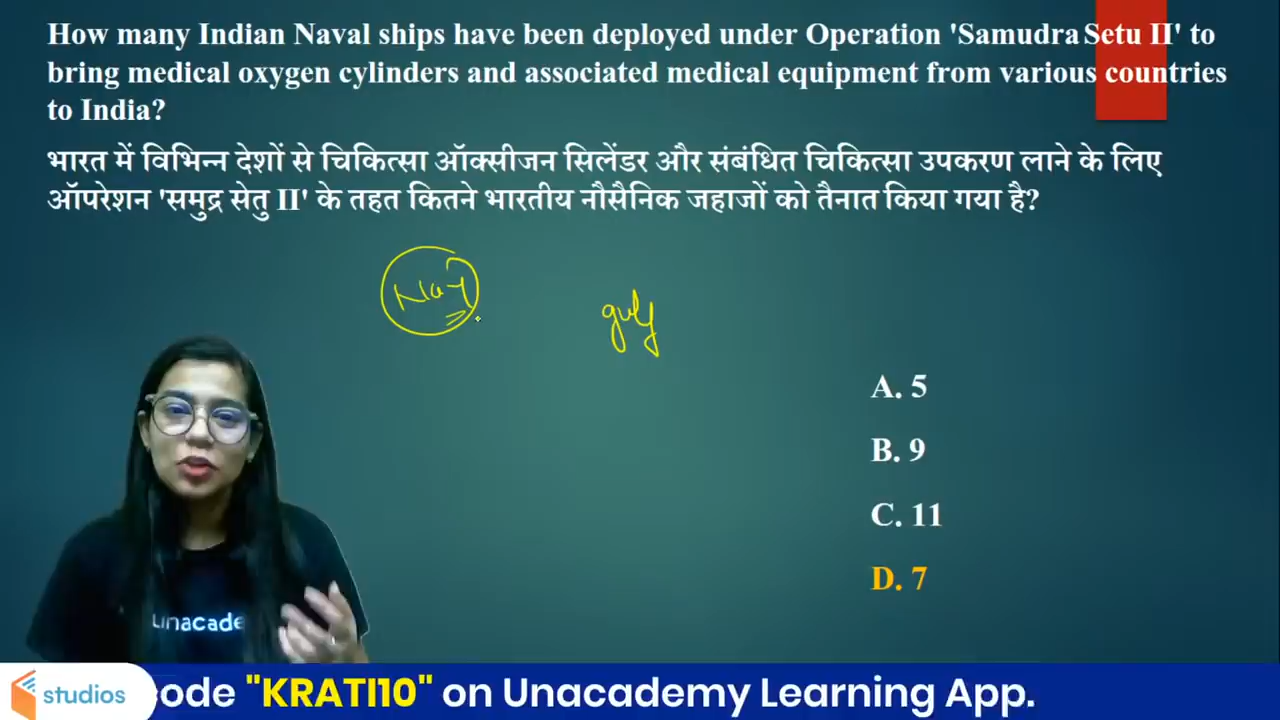 How many Indian Naval ships have been deployed under Operation 'Samudra Setu II' to
bring medical oxygen cylinders and associated medical equipment from various countries
to India?
भारत में विभिन्न देशों से चिकित्सा ऑक्सीजन सिलेंडर और संबंधित चिकित्सा उपकरण लाने के लिए
ऑपरेशन 'समुद्र सेतु II' के तहत कितने भारतीय नौसैनिक जहाजों को तैनात किया गया है?
gulf
A. 5
B. 9
C. 11
D. 7
unacade
studios
code "KRATI10" on Unacademy Learning App.